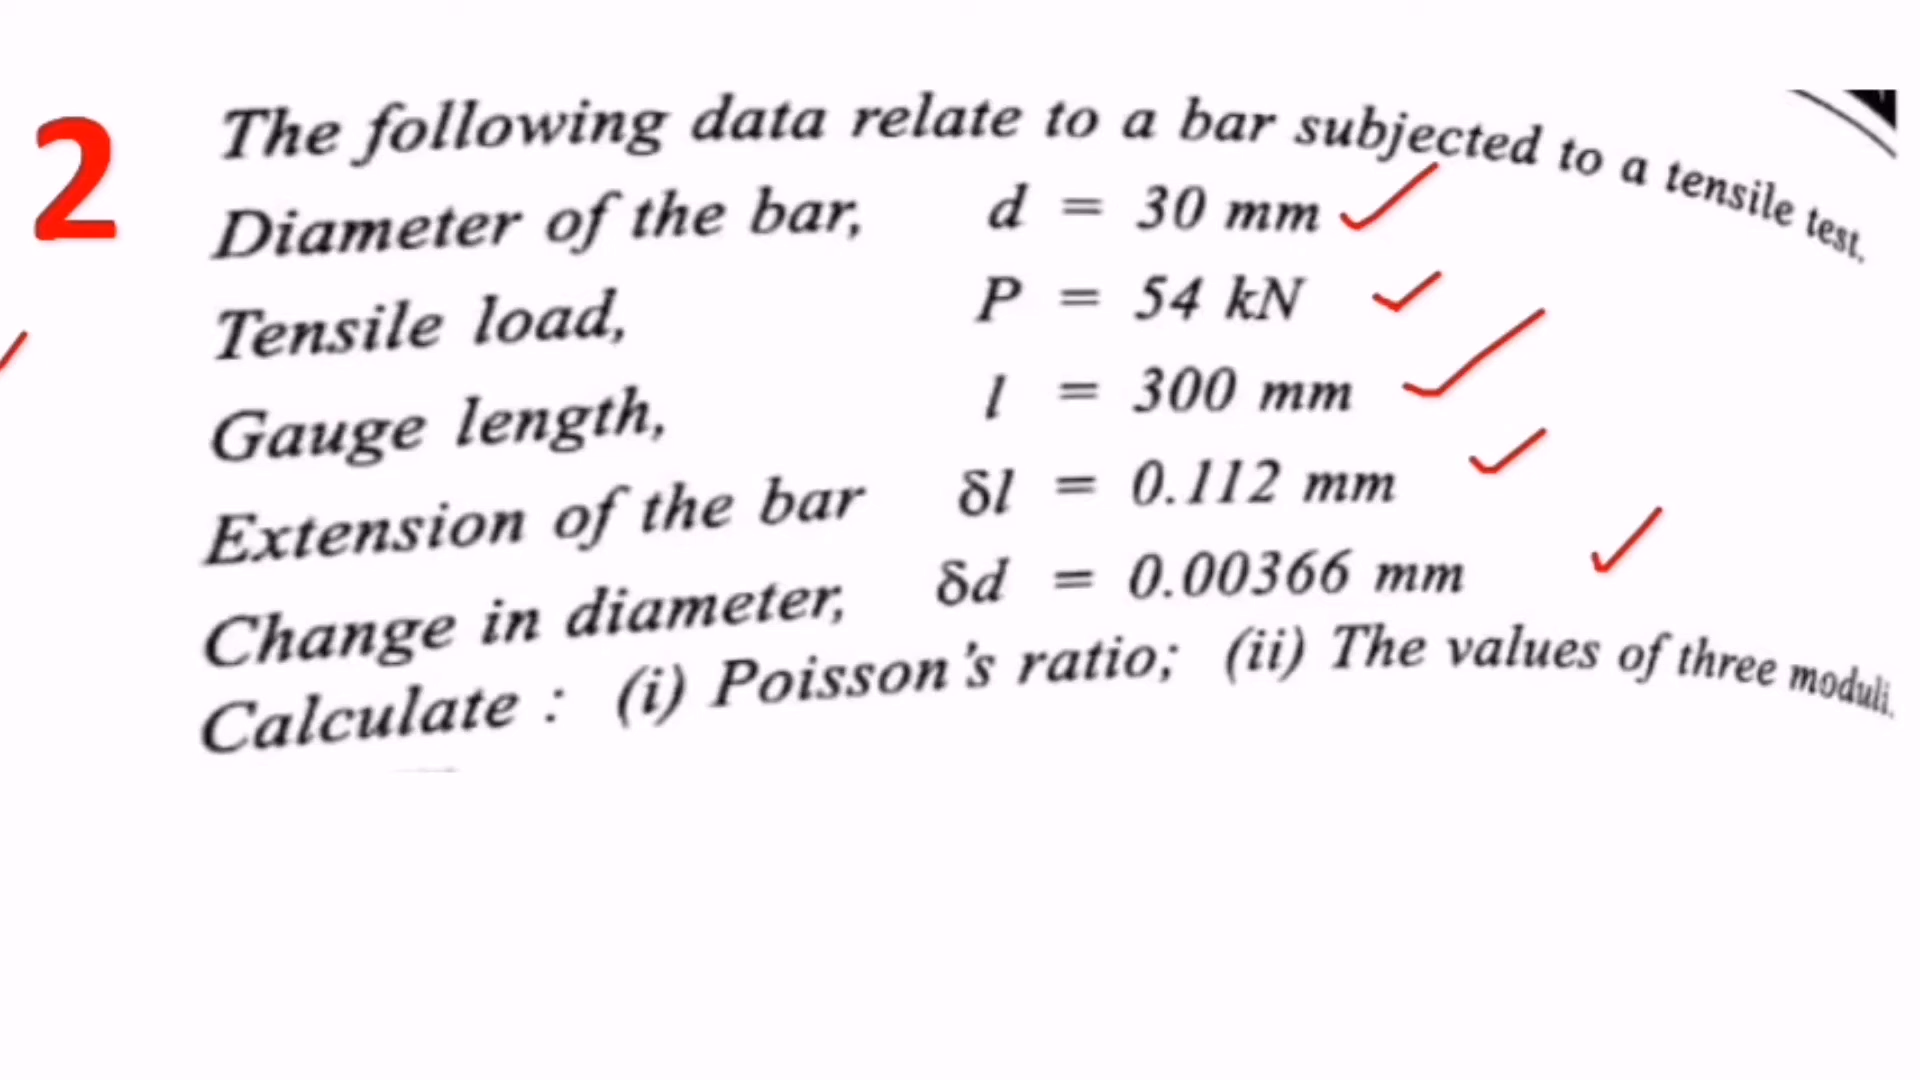 2
The following data relate to a bar subjected to a tensile test.
Diameter of the bar, d = 30 mm
Tensile load, P = 54 kN
Gauge length, l = 300 mm
Extension of the bar δl = 0.112 mm
Change in diameter, δd = 0.00366 mm
Calculate : (i) Poisson's ratio; (ii) The values of three moduli.